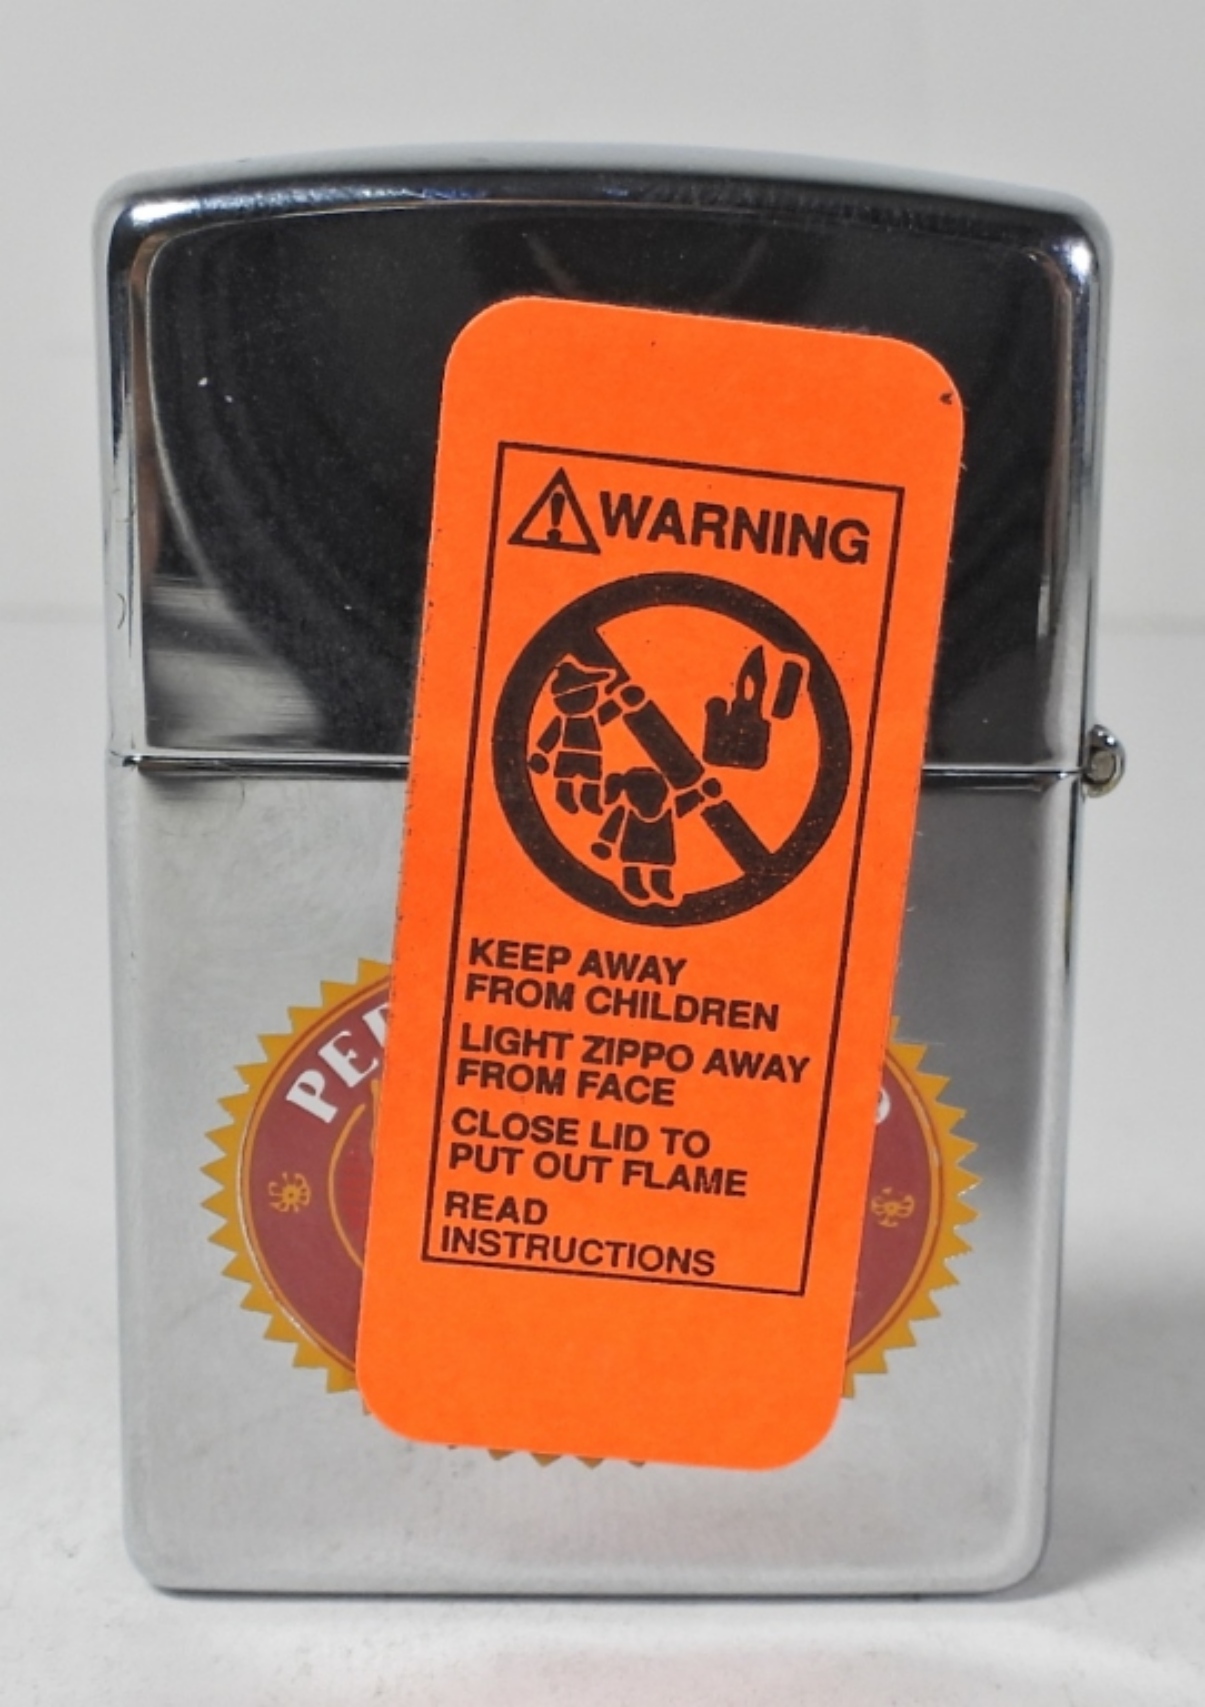 WARNING
KEEP AWAY
FROM CHILDREN
LIGHT ZIPPO AWAY
FROM FACE
CLOSE LID TO
PUT OUT FLAME
READ
INSTRUCTIONS